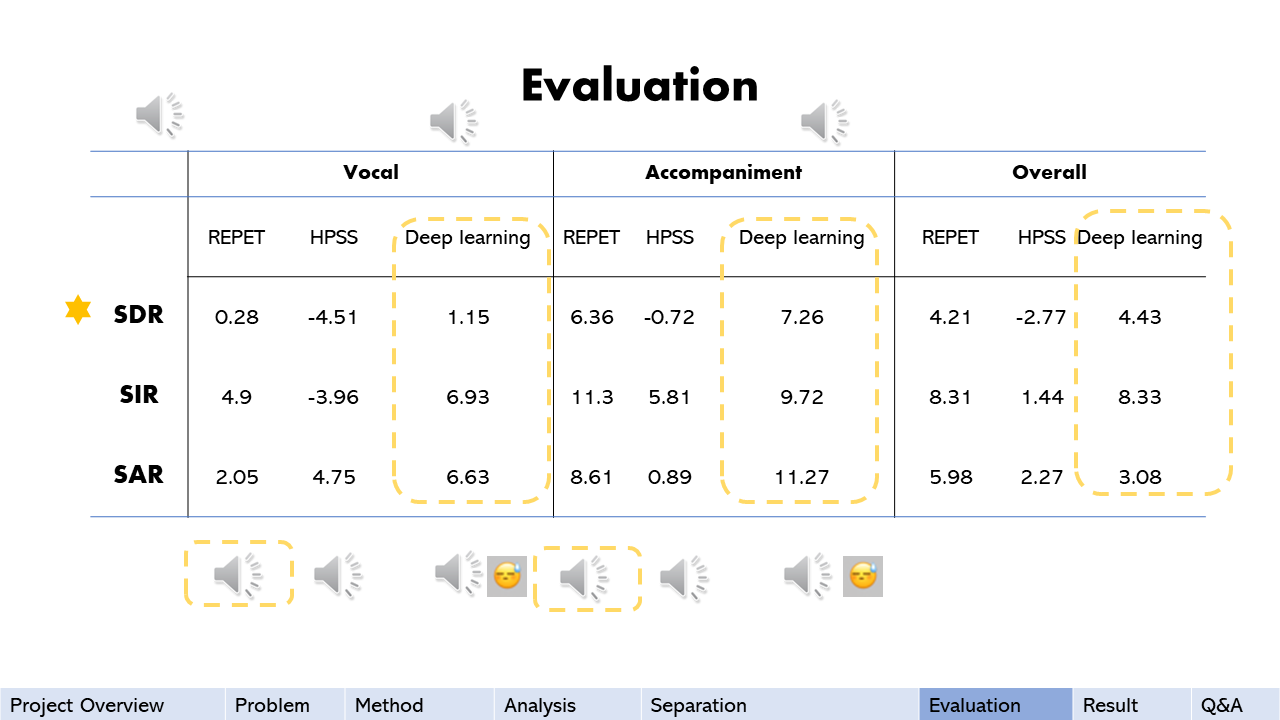 Evaluation
Vocal Accompaniment Overall
REPET HPSS Deep learning REPET HPSS Deep learning REPET HPSS Deep learning
SDR 0.28 -4.51 1.15 6.36 -0.72 7.26 4.21 -2.77 4.43
SIR 4.9 -3.96 6.93 11.3 5.81 9.72 8.31 1.44 8.33
SAR 2.05 4.75 6.63 8.61 0.89 11.27 5.98 2.27 3.08
Project Overview Problem Method Analysis Separation Evaluation Result Q&A